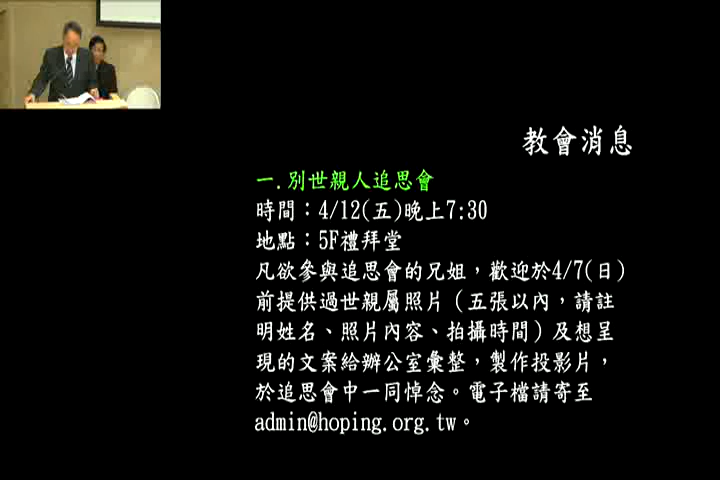 教會消息
一.別世親人追思會
時間：4/12(五)晚上7:30
地點：5F禮拜堂
凡欲參與追思會的兄姐，歡迎於4/7(日)
前提供過世親屬照片（五張以內，請註
明姓名、照片內容、拍攝時間）及想呈
現的文案給辦公室彙整，製作投影片，
於追思會中一同悼念。電子檔請寄至
admin@hoping.org.tw。